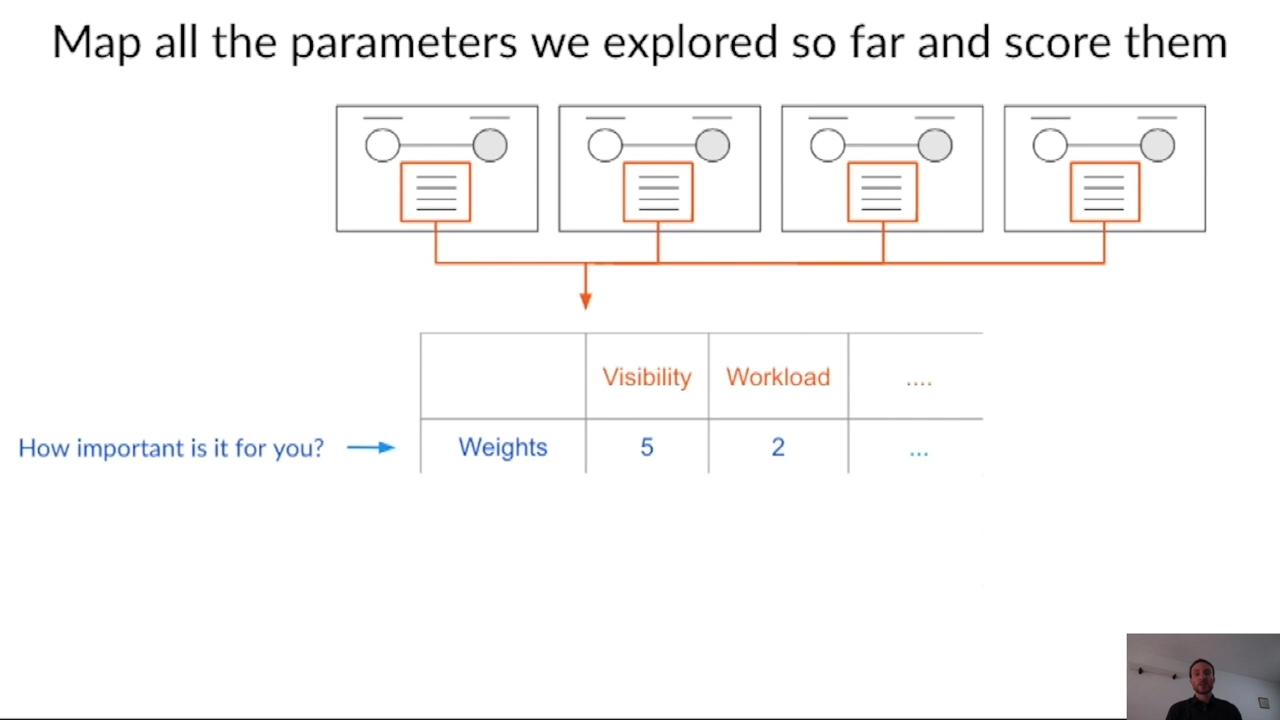 Map all the parameters we explored so far and score them
Visibility Workload ....
How important is it for you? Weights 5 2 ...